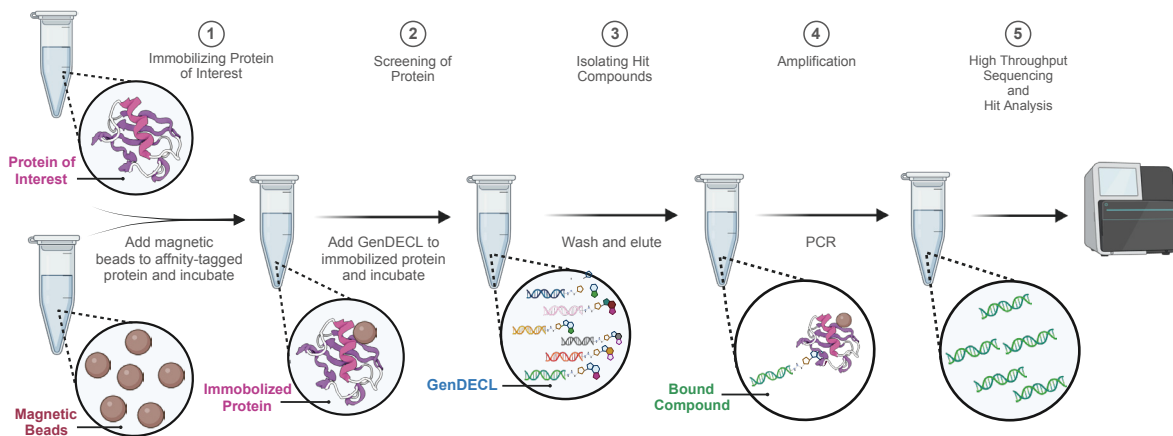 1
Immobilizing Protein
of Interest
2
Screening of
Protein
3
Isolating Hit
Compounds
4
Amplification
5
High Throughput
Sequencing
and
Hit Analysis
Protein of
Interest
Add magnetic
beads to affnity-tagged
protein and incubate
Add GenDECL to
immobilized protein
and incubate
Wash and elute
PCR
Magnetic
Beads
Immobolized
Protein
GenDECL
Bound
Compound